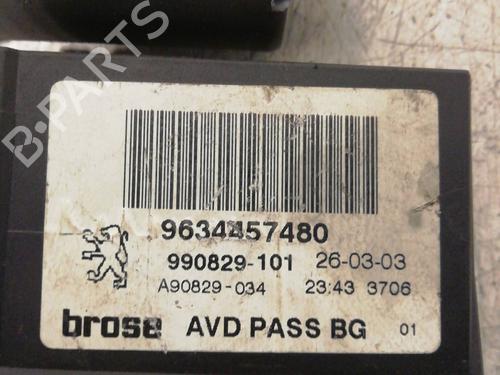 B-PARTS
9634457480
990829-101 26-03-03
A90829-034 23:43 3706
brose AVD PASS BG 01